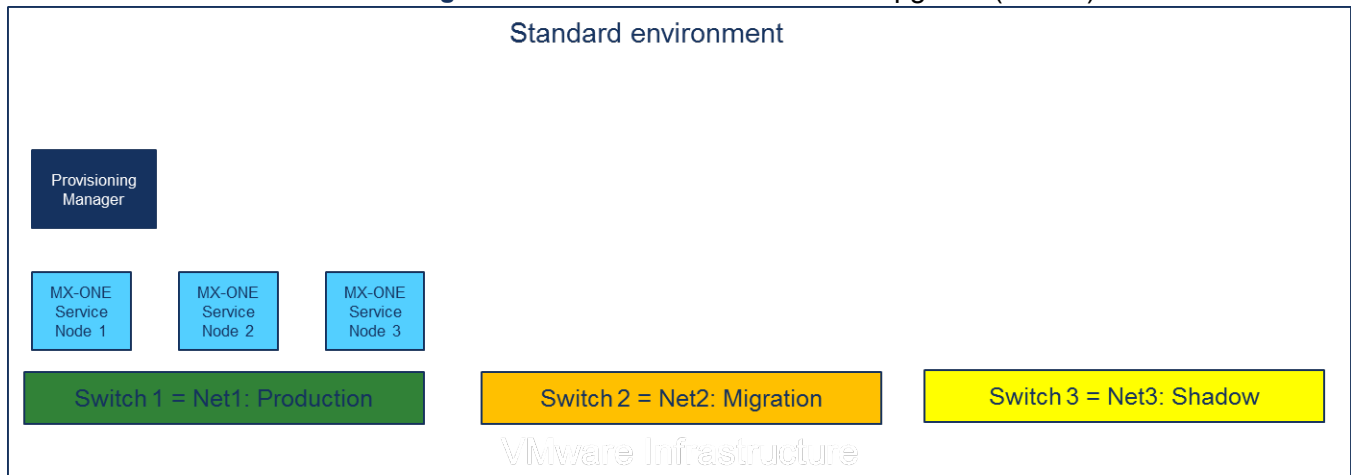 Standard environment
Provisioning
Manager
MX-ONE
Service
Node 1
MX-ONE
Service
Node 2
MX-ONE
Service
Node 3
Switch 1 = Net1: Production
Switch 2 = Net2: Migration
Switch 3 = Net3: Shadow
VMware Infrastructure